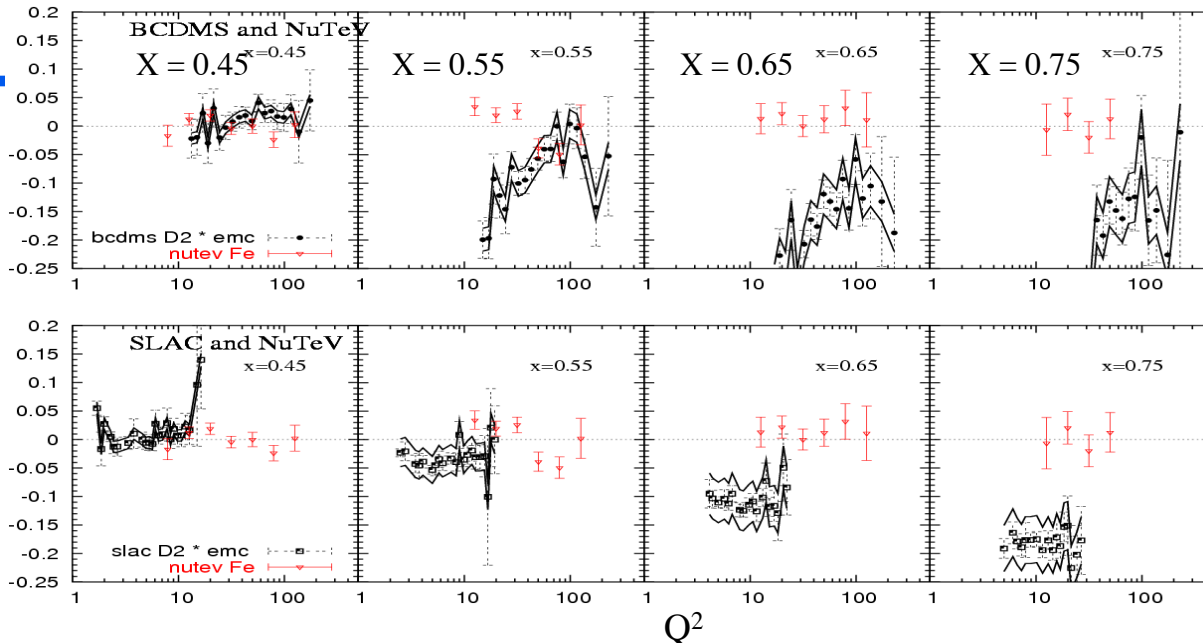 BCDMS and NuTeV
x=0.45 x=0.55 x=0.65 x=0.75
X = 0.45 X = 0.55 X = 0.65 X = 0.75
0.2
0.15
0.1
0.05
0
-0.05
-0.1
-0.15
-0.2
-0.25
bcdms D2 * emc
nutev Fe
1 10 100 1 10 100 1 10 100 1 10 100
SLAC and NuTeV
x=0.45 x=0.55 x=0.65 x=0.75
0.2
0.15
0.1
0.05
0
-0.05
-0.1
-0.15
-0.2
-0.25
slac D2 * emc
nutev Fe
1 10 100 1 10 100 1 10 100 1 10 100
Q²